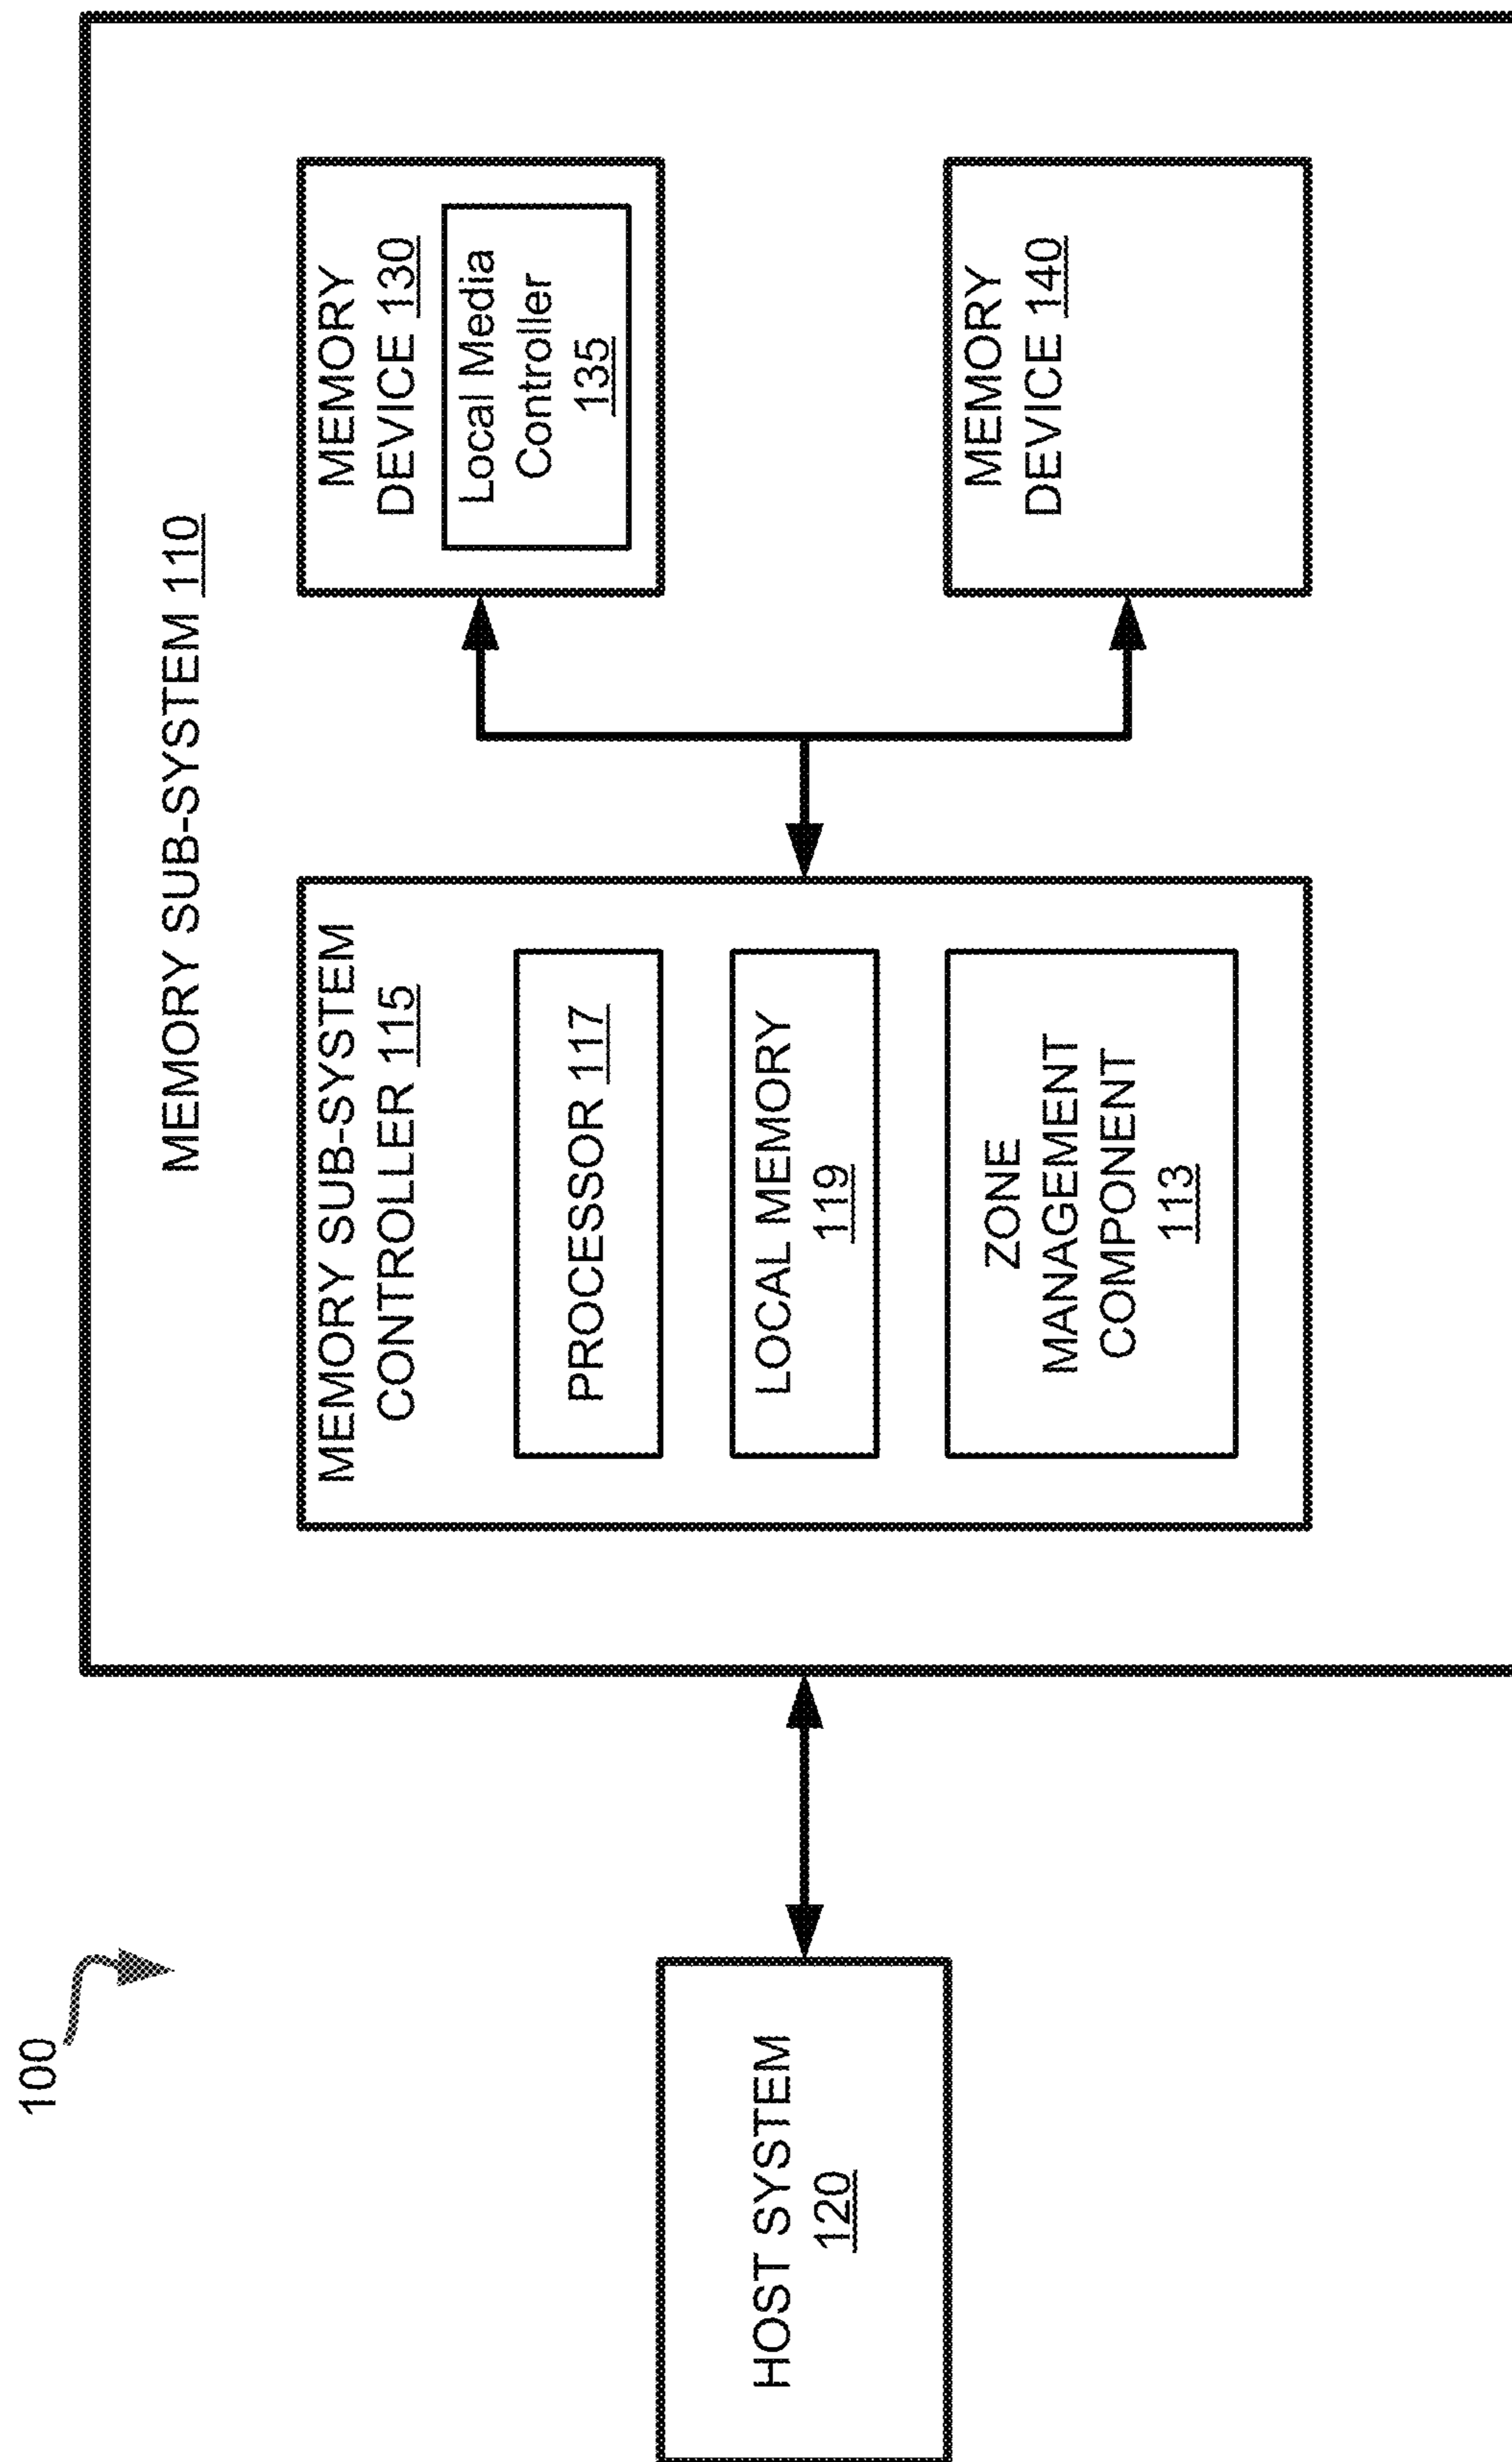 100
MEMORY SUB-SYSTEM 110
HOST SYSTEM
120
MEMORY SUB-SYSTEM
CONTROLLER 115
PROCESSOR 117
LOCAL MEMORY
119
ZONE
MANAGEMENT
COMPONENT
113
MEMORY
DEVICE 130
Local Media
Controller
135
MEMORY
DEVICE 140